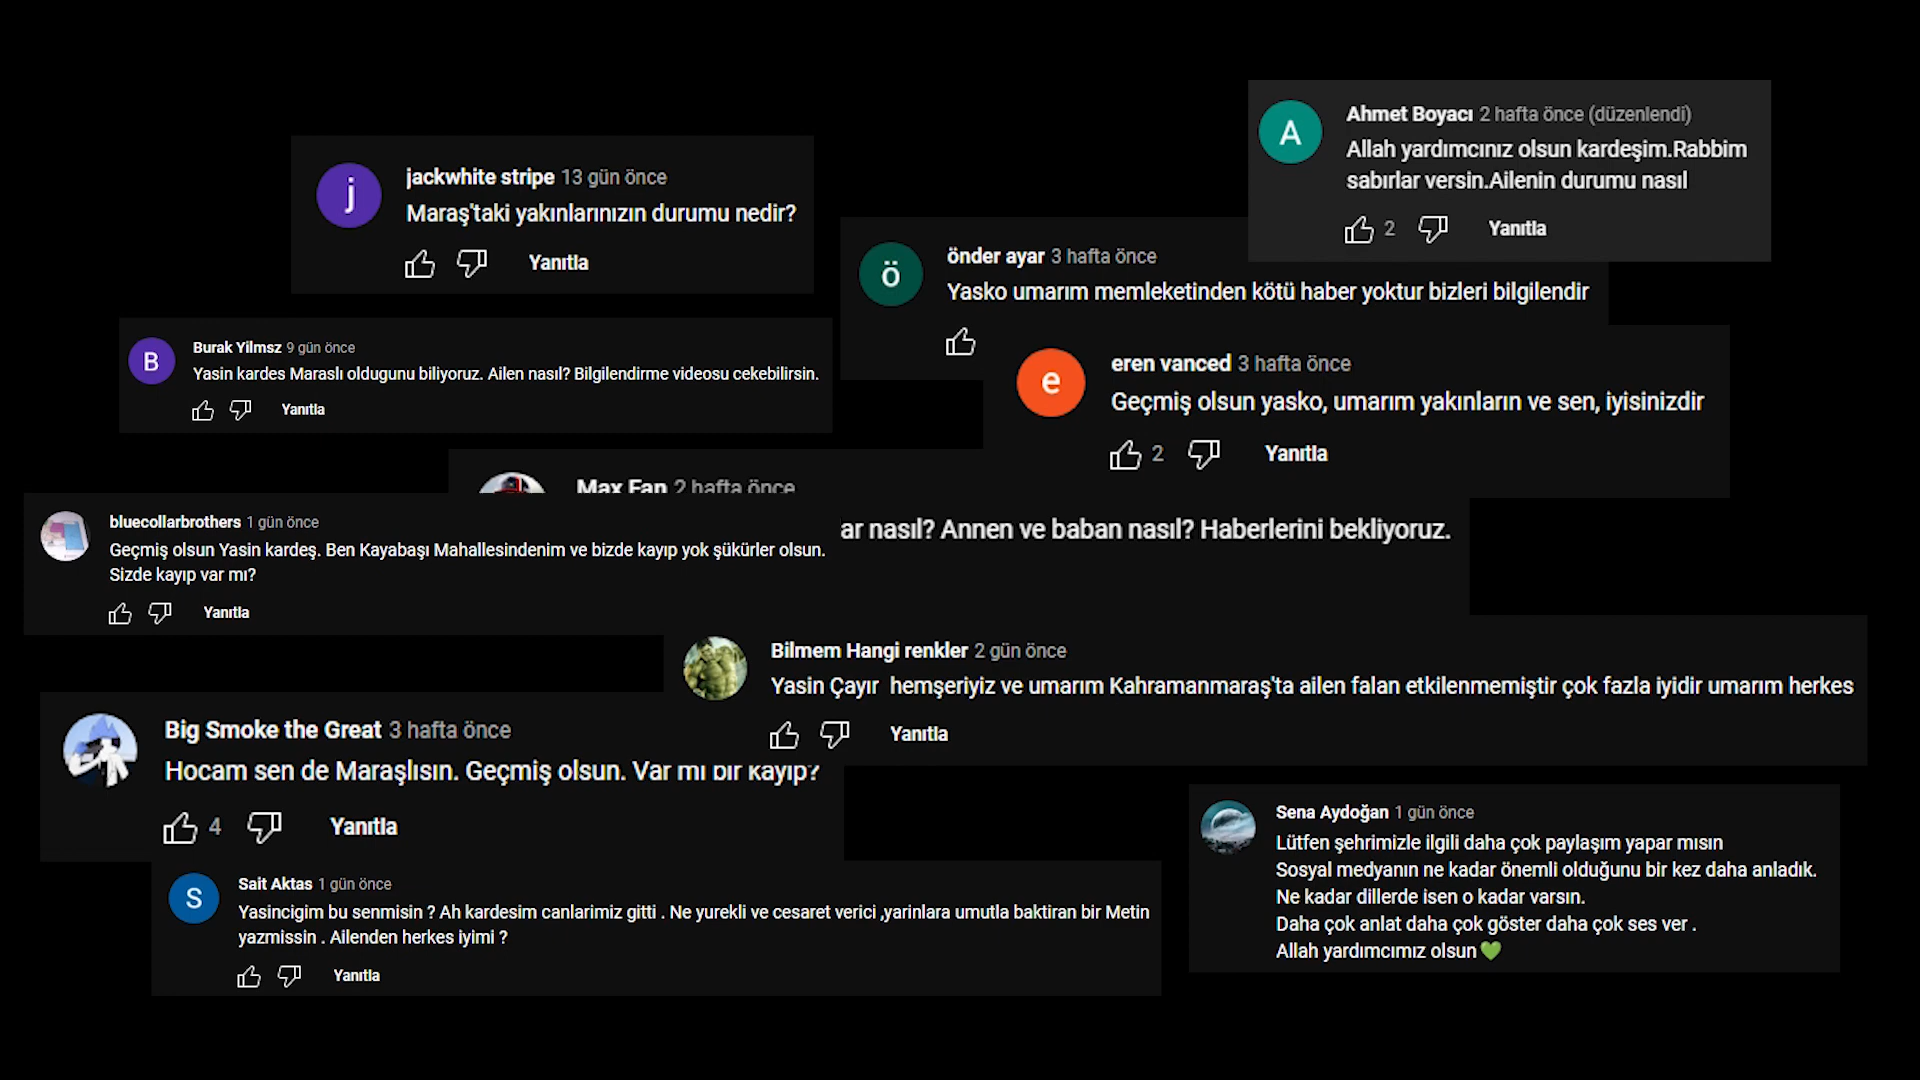 Ahmet Boyacı 2 hafta önce (düzenlendi)
Allah yardımcınız olsun kardeşim.Rabbim
sabırlar versin.Ailenin durumu nasıl
2 Yanıtla
jackwhite stripe 13 gün önce
Maraş'taki yakınlarınızın durumu nedir?
Yanıtla
önder ayar 3 hafta önce
Yasko umarım memleketinden kötü haber yoktur bizleri bilgilendir
Burak Yilmsz 9 gün önce
Yasin kardes Maraslı oldugunu biliyoruz. Ailen nasıl? Bilgilendirme videosu cekebilirsin.
Yanıtla
eren vanced 3 hafta önce
Geçmiş olsun yasko, umarım yakınların ve sen, iyisinizdir
2 Yanıtla
Max Fan 2 hafta önce
ar nasıl? Annen ve baban nasıl? Haberlerini bekliyoruz.
bluecollarbrothers 1 gün önce
Geçmiş olsun Yasin kardeş. Ben Kayabaşı Mahallesindenim ve bizde kayıp yok şükürler olsun.
Sizde kayıp var mı?
Yanıtla
Bilmem Hangi renkler 2 gün önce
Yasin Çayır hemşeriyiz ve umarım Kahramanmaraş'ta ailen falan etkilenmemiştir çok fazla iyidir umarım herkes
Yanıtla
Big Smoke the Great 3 hafta önce
Hocam sen de Maraşlısın. Geçmiş olsun. Var mı bir kayıp?
4 Yanıtla
Sena Aydoğan 1 gün önce
Lütfen şehrimizle ilgili daha çok paylaşım yapar mısın
Sosyal medyanın ne kadar önemli olduğunu bir kez daha anladık.
Ne kadar dillerde isen o kadar varsın.
Daha çok anlat daha çok göster daha çok ses ver .
Allah yardımcımız olsun💚
Sait Aktas 1 gün önce
Yasincigim bu senmisin ? Ah kardesim canlarimiz gitti . Ne yurekli ve cesaret verici ,yarinlara umutla baktiran bir Metin
yazmissin . Ailenden herkes iyimi ?
Yanıtla